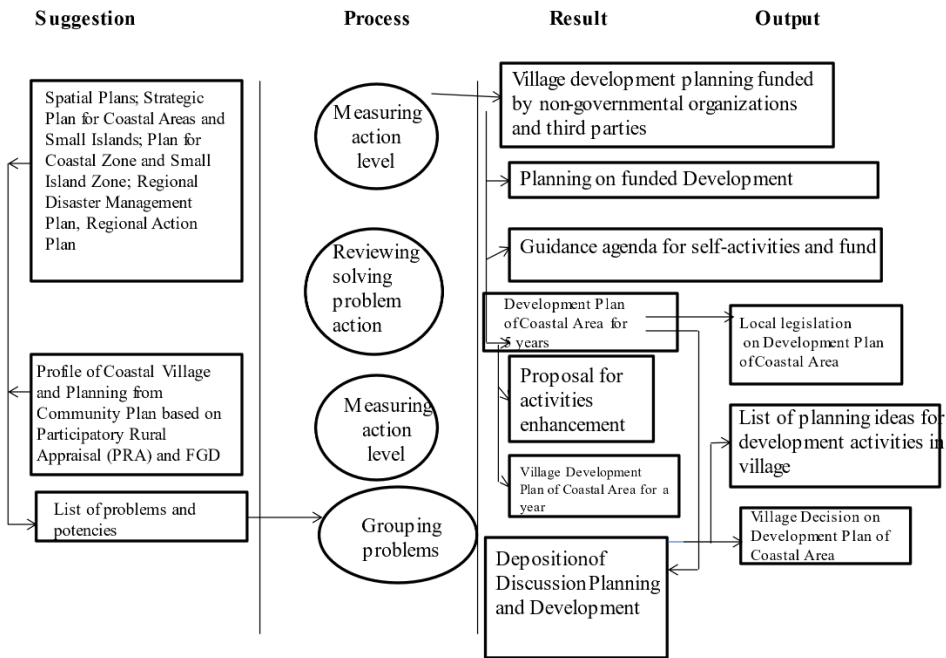 Suggestion
Process
Result
Output
Spatial Plans; Strategic
Plan for Coastal Areas and
Small Islands; Plan for
Coastal Zone and Small
Island Zone; Regional
Disaster Management
Plan, Regional Action
Plan
Profile of Coastal Village
and Planning from
Community Plan based on
Participatory Rural
Appraisal (PRA) and FGD
List of problems and
potencies
Measuring
action
level
Reviewing
solving
problem
action
Measuring
action
level
Grouping
problems
Village development planning funded
by non-governmental organizations
and third parties
Planning on funded Development
Guidance agenda for self-activities and fund
Development Plan
of Coastal Area for
5 years
Proposal for
activities
enhancement
Village Development
Plan of Coastal Area for a
year
Deposition of
Discussion Planning
and Development
Local legislation
on Development Plan
of Coastal Area
List of planning ideas for
development activities in
village
Village Decision on
Development Plan of
Coastal Area